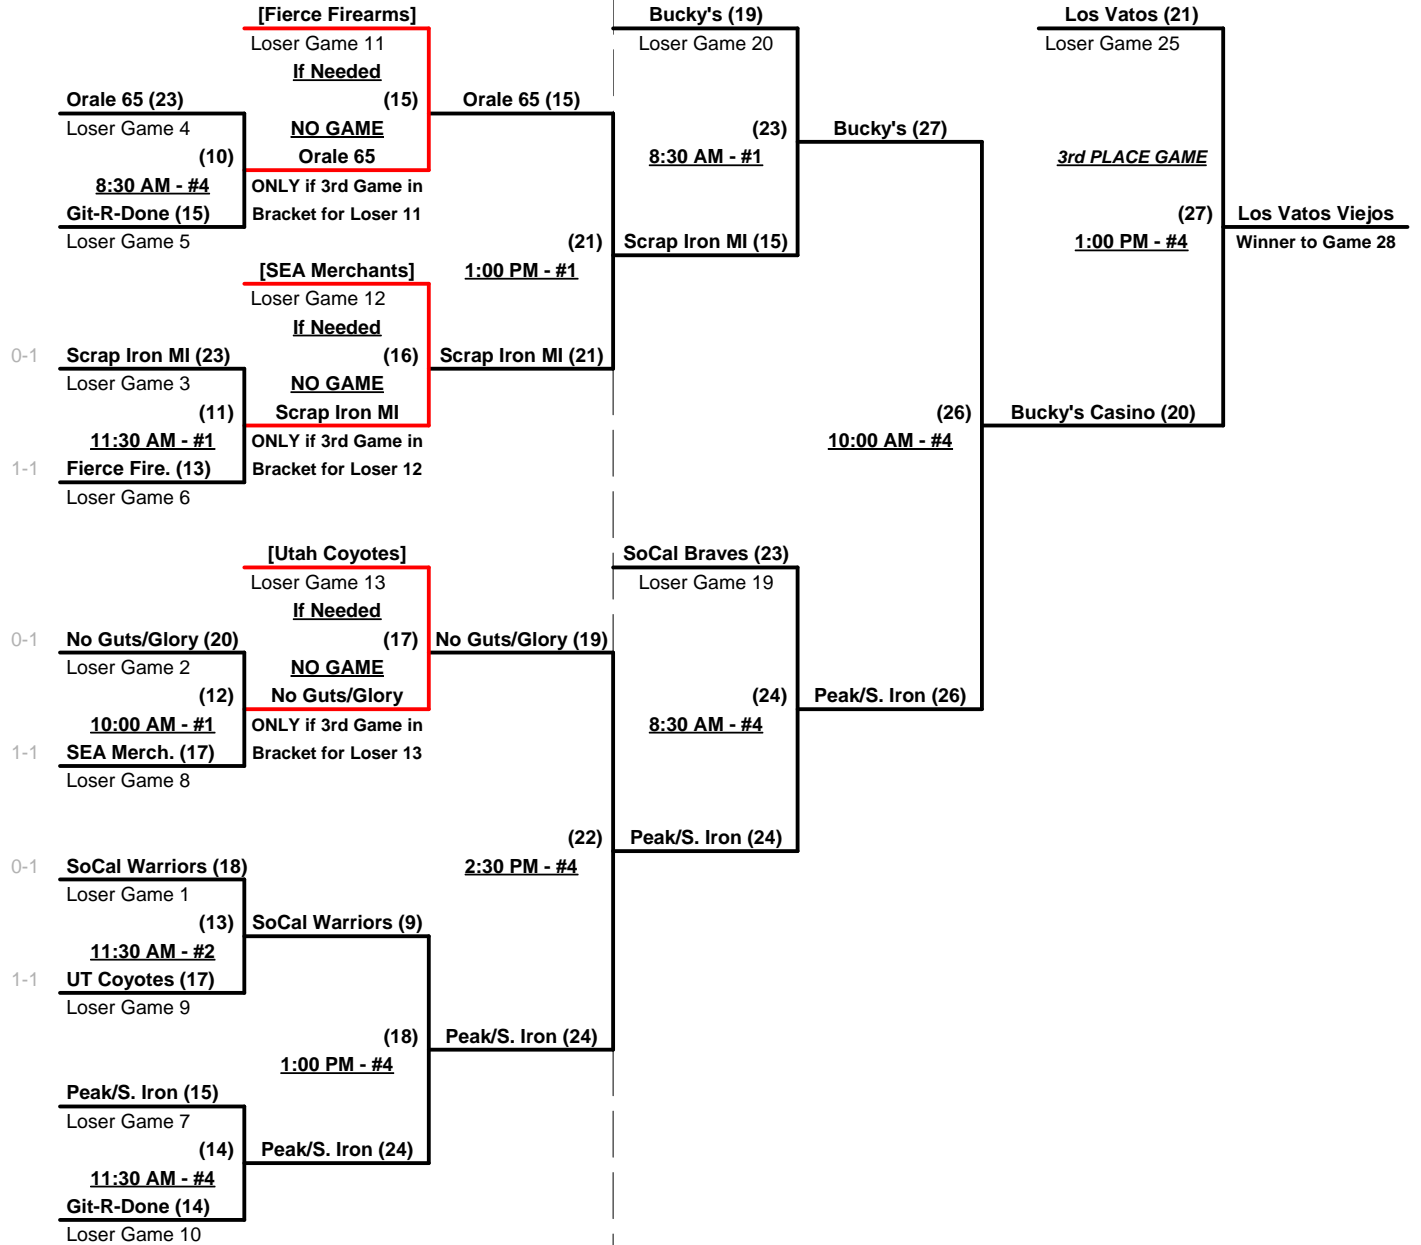 [Fierce Firearms]
Bucky's (19)
Los Vatos (21)
Loser Game 11
Loser Game 20
Loser Game 25
If Needed
Orale 65 (23)
(15)
Orale 65 (15)
Loser Game 4
NO GAME
(23)
Bucky's (27)
(10)
Orale 65
8:30 AM - #1
3rd PLACE GAME
8:30 AM - #4
ONLY if 3rd Game in
Git-R-Done (15)
Bracket for Loser 11
(27)
Los Vatos Viejos
Loser Game 5
(21)
Scrap Iron MI (15)
1:00 PM - #4
Winner to Game 28
[SEA Merchants]
1:00 PM - #1
Loser Game 12
If Needed
0-1
Scrap Iron MI (23)
(16)
Scrap Iron MI (21)
Loser Game 3
NO GAME
(11)
Scrap Iron MI
(26)
Bucky's Casino (20)
11:30 AM - #1
ONLY if 3rd Game in
10:00 AM - #4
1-1
Fierce Fire. (13)
Bracket for Loser 12
Loser Game 6
[Utah Coyotes]
SoCal Braves (23)
Loser Game 13
Loser Game 19
If Needed
0-1
No Guts/Glory (20)
(17)
No Guts/Glory (19)
Loser Game 2
NO GAME
(12)
No Guts/Glory
(24)
Peak/S. Iron (26)
10:00 AM - #1
ONLY if 3rd Game in
8:30 AM - #4
1-1
SEA Merch. (17)
Bracket for Loser 13
Loser Game 8
(22)
Peak/S. Iron (24)
0-1
SoCal Warriors (18)
2:30 PM - #4
Loser Game 1
(13)
SoCal Warriors (9)
11:30 AM - #2
1-1
UT Coyotes (17)
Loser Game 9
(18)
Peak/S. Iron (24)
1:00 PM - #4
Peak/S. Iron (15)
Loser Game 7
(14)
Peak/S. Iron (24)
11:30 AM - #4
Git-R-Done (14)
Loser Game 10